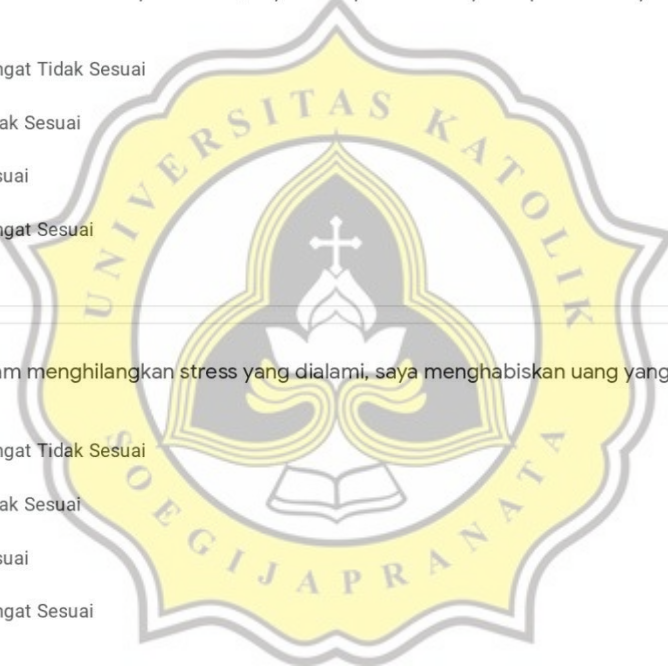 ngat Tidak Sesuai
ak Sesuai
suai
ngat Sesuai
am menghilangkan stress yang dialami, saya menghabiskan uang yang
ngat Tidak Sesuai
ak Sesuai
suai
ngat Sesuai
UNIVERSITAS KATOLIK
SOEGIJAPRANATA